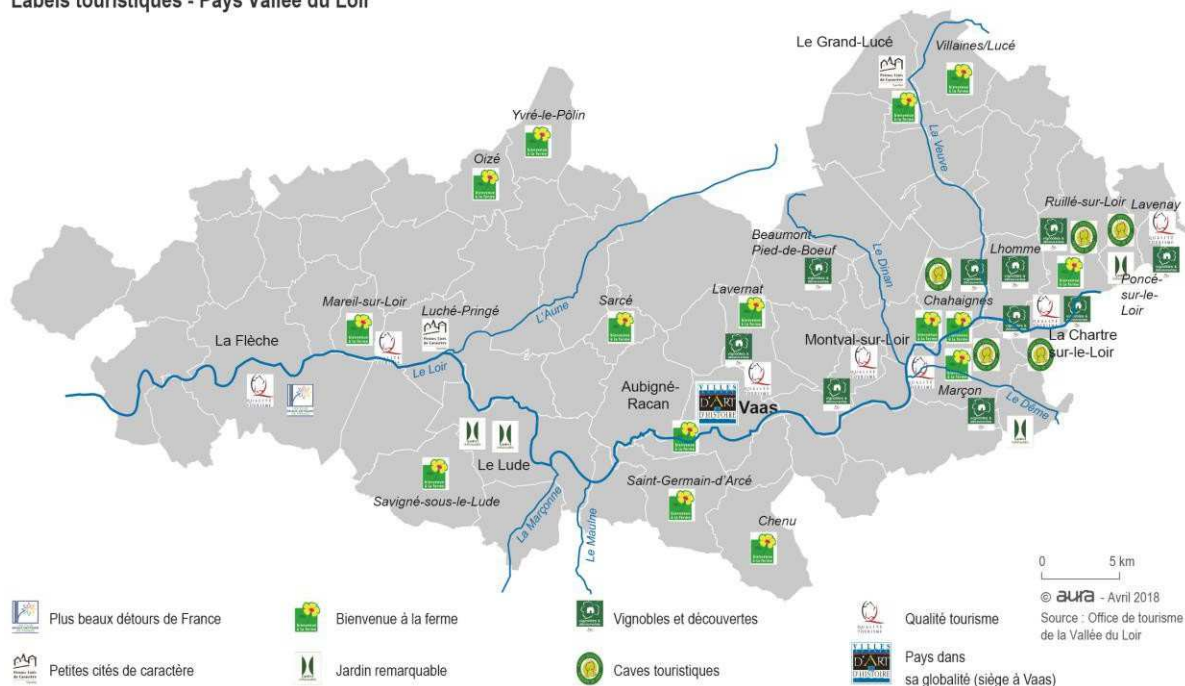 Labels touristiques - Pays Vallée du Loir
Le Grand-Lucé
Villaines/Lucé
Yvré-le-Pôlin
Oizé
La Veuve
Ruillé-sur-Loir
Lavenay
Beaumont-
Pied-de-Boeuf
Le Dinan
Lhomme
Poncé-
sur-le-
Loir
Mareil-sur-Loir
Luché-Pringé
L'Aune
Sarcé
Lavernat
Chahaignes
La Flèche
Le Loir
Montval-sur-Loir
La Chartre
sur-le-Loir
Aubigné-
Racan
VILLES
D'ART
D'HISTOIRE
Vaas
Marçon
Le Dême
Le Lude
Savigné-sous-le-Lude
La Marçonne
Le Maulne
Saint-Germain-d'Arcé
Chenu
0 5 km
© aura - Avril 2018
Source : Office de tourisme
de la Vallée du Loir
Plus beaux détours de France
Bienvenue à la ferme
Vignobles et découvertes
Qualité tourisme
Petites cités de caractère
Jardin remarquable
Caves touristiques
Pays dans
sa globalité (siège à Vaas)